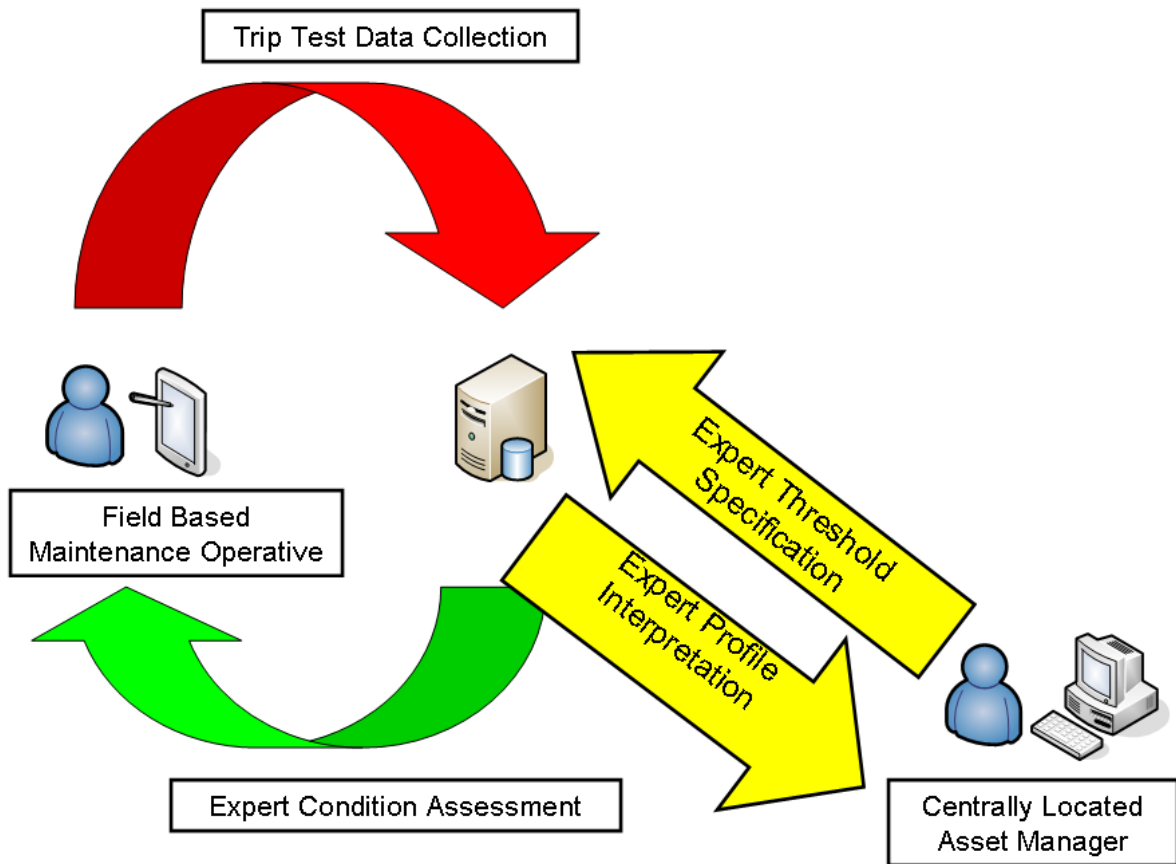 Trip Test Data Collection
Field Based
Maintenance Operative
Expert Threshold
Specification
Expert Profile
Interpretation
Expert Condition Assessment
Centrally Located
Asset Manager